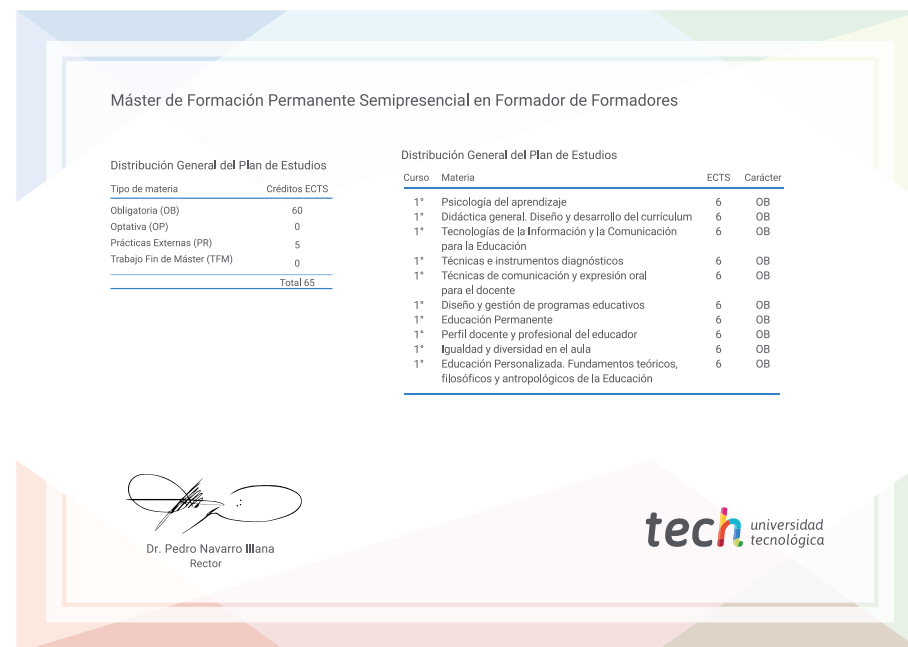 Máster de Formación Permanente Semipresencial en Formador de Formadores
Distribución General del Plan de Estudios
Tipo de materia Créditos ECTS
Obligatoria (OB) 60
Optativa (OP) 0
Prácticas Externas (PR) 5
Trabajo Fin de Máster (TFM) 0
Total 65
Distribución General del Plan de Estudios
Curso Materia ECTS Carácter
1° Psicología del aprendizaje 6 OB
1° Didáctica general. Diseño y desarrollo del currículum 6 OB
1° Tecnologías de la Información y la Comunicación 6 OB
para la Educación
1° Técnicas e instrumentos diagnósticos 6 OB
1° Técnicas de comunicación y expresión oral 6 OB
para el docente
1° Diseño y gestión de programas educativos 6 OB
1° Educación Permanente 6 OB
1° Perfil docente y profesional del educador 6 OB
1° Igualdad y diversidad en el aula 6 OB
1° Educación Personalizada. Fundamentos teóricos, 6 OB
filosóficos y antropológicos de la Educación
Dr. Pedro Navarro Illana
Rector
tech universidad
tecnológica